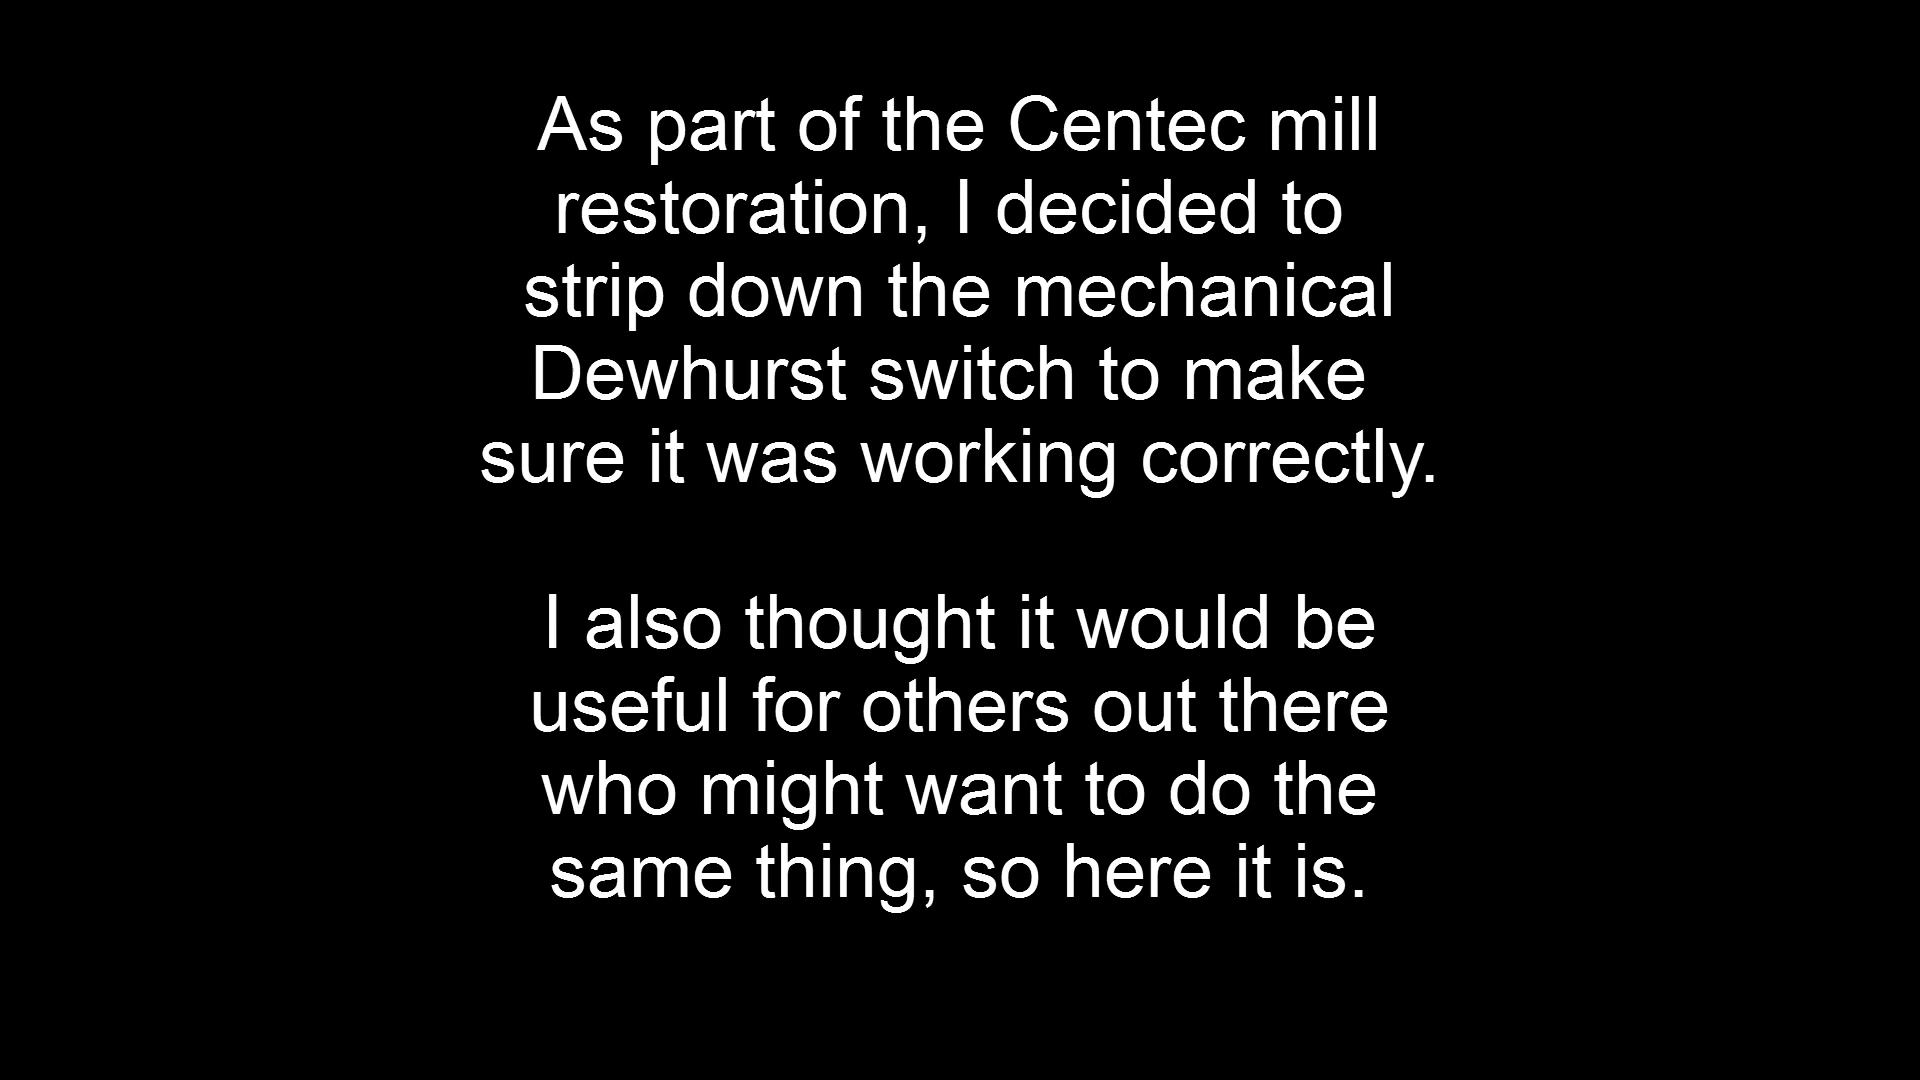 As part of the Centec mill
restoration, I decided to
strip down the mechanical
Dewhurst switch to make
sure it was working correctly.
I also thought it would be
useful for others out there
who might want to do the
same thing, so here it is.